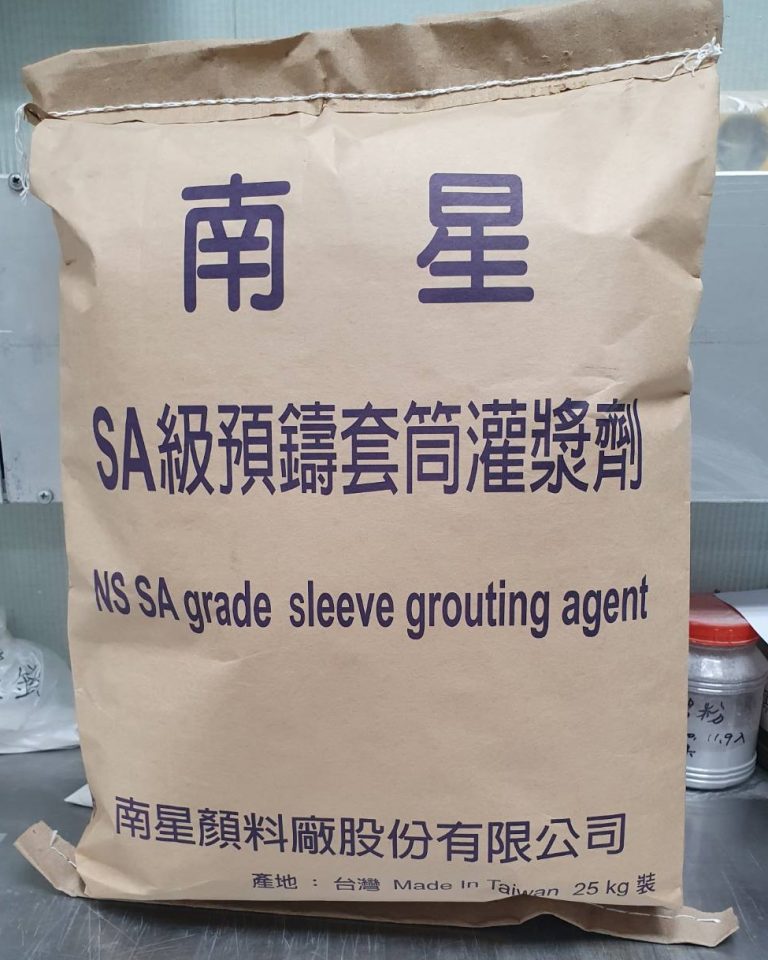 南星
SA級預鑄套筒灌漿劑
NS SA grade sleeve grouting agent
南星顏料廠股份有限公司
產地：台灣 Made In Taiwan 25 kg 裝
粉